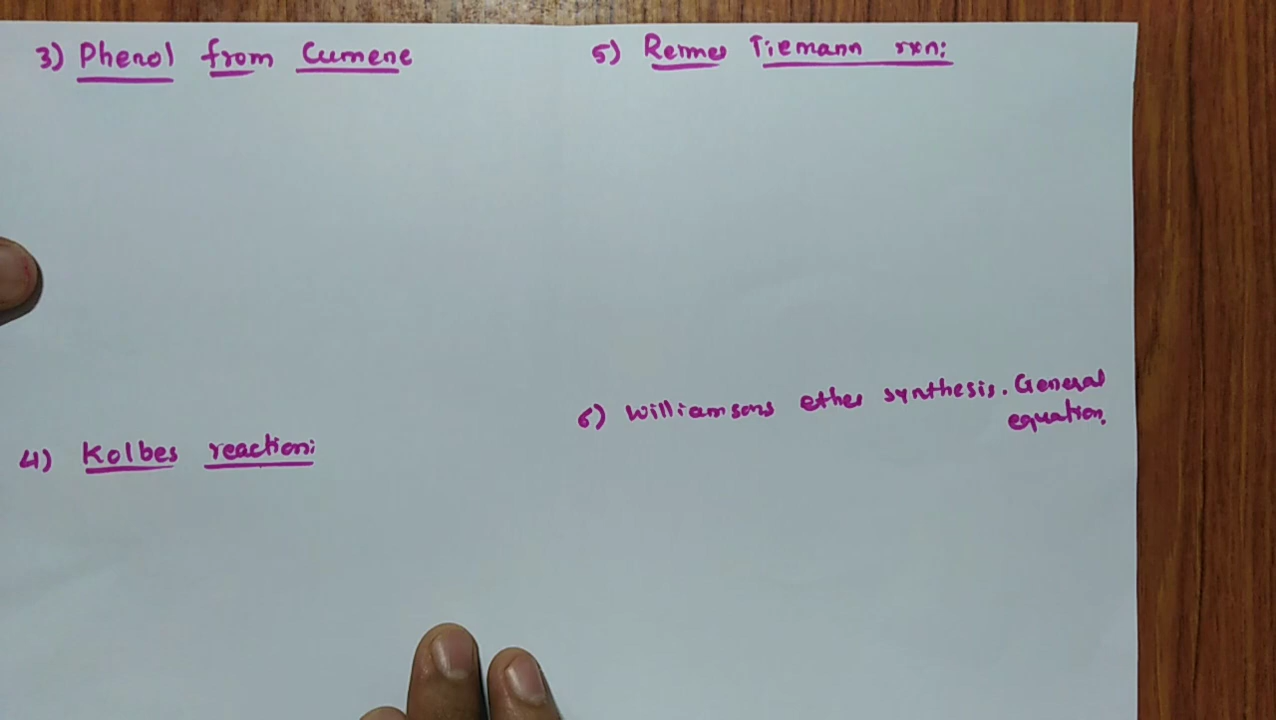 3) Phenol from Cumene
4) Kolbes reaction:
5) Reimer Tiemann rxn:
6) Williamsons ether synthesis. General
equation.